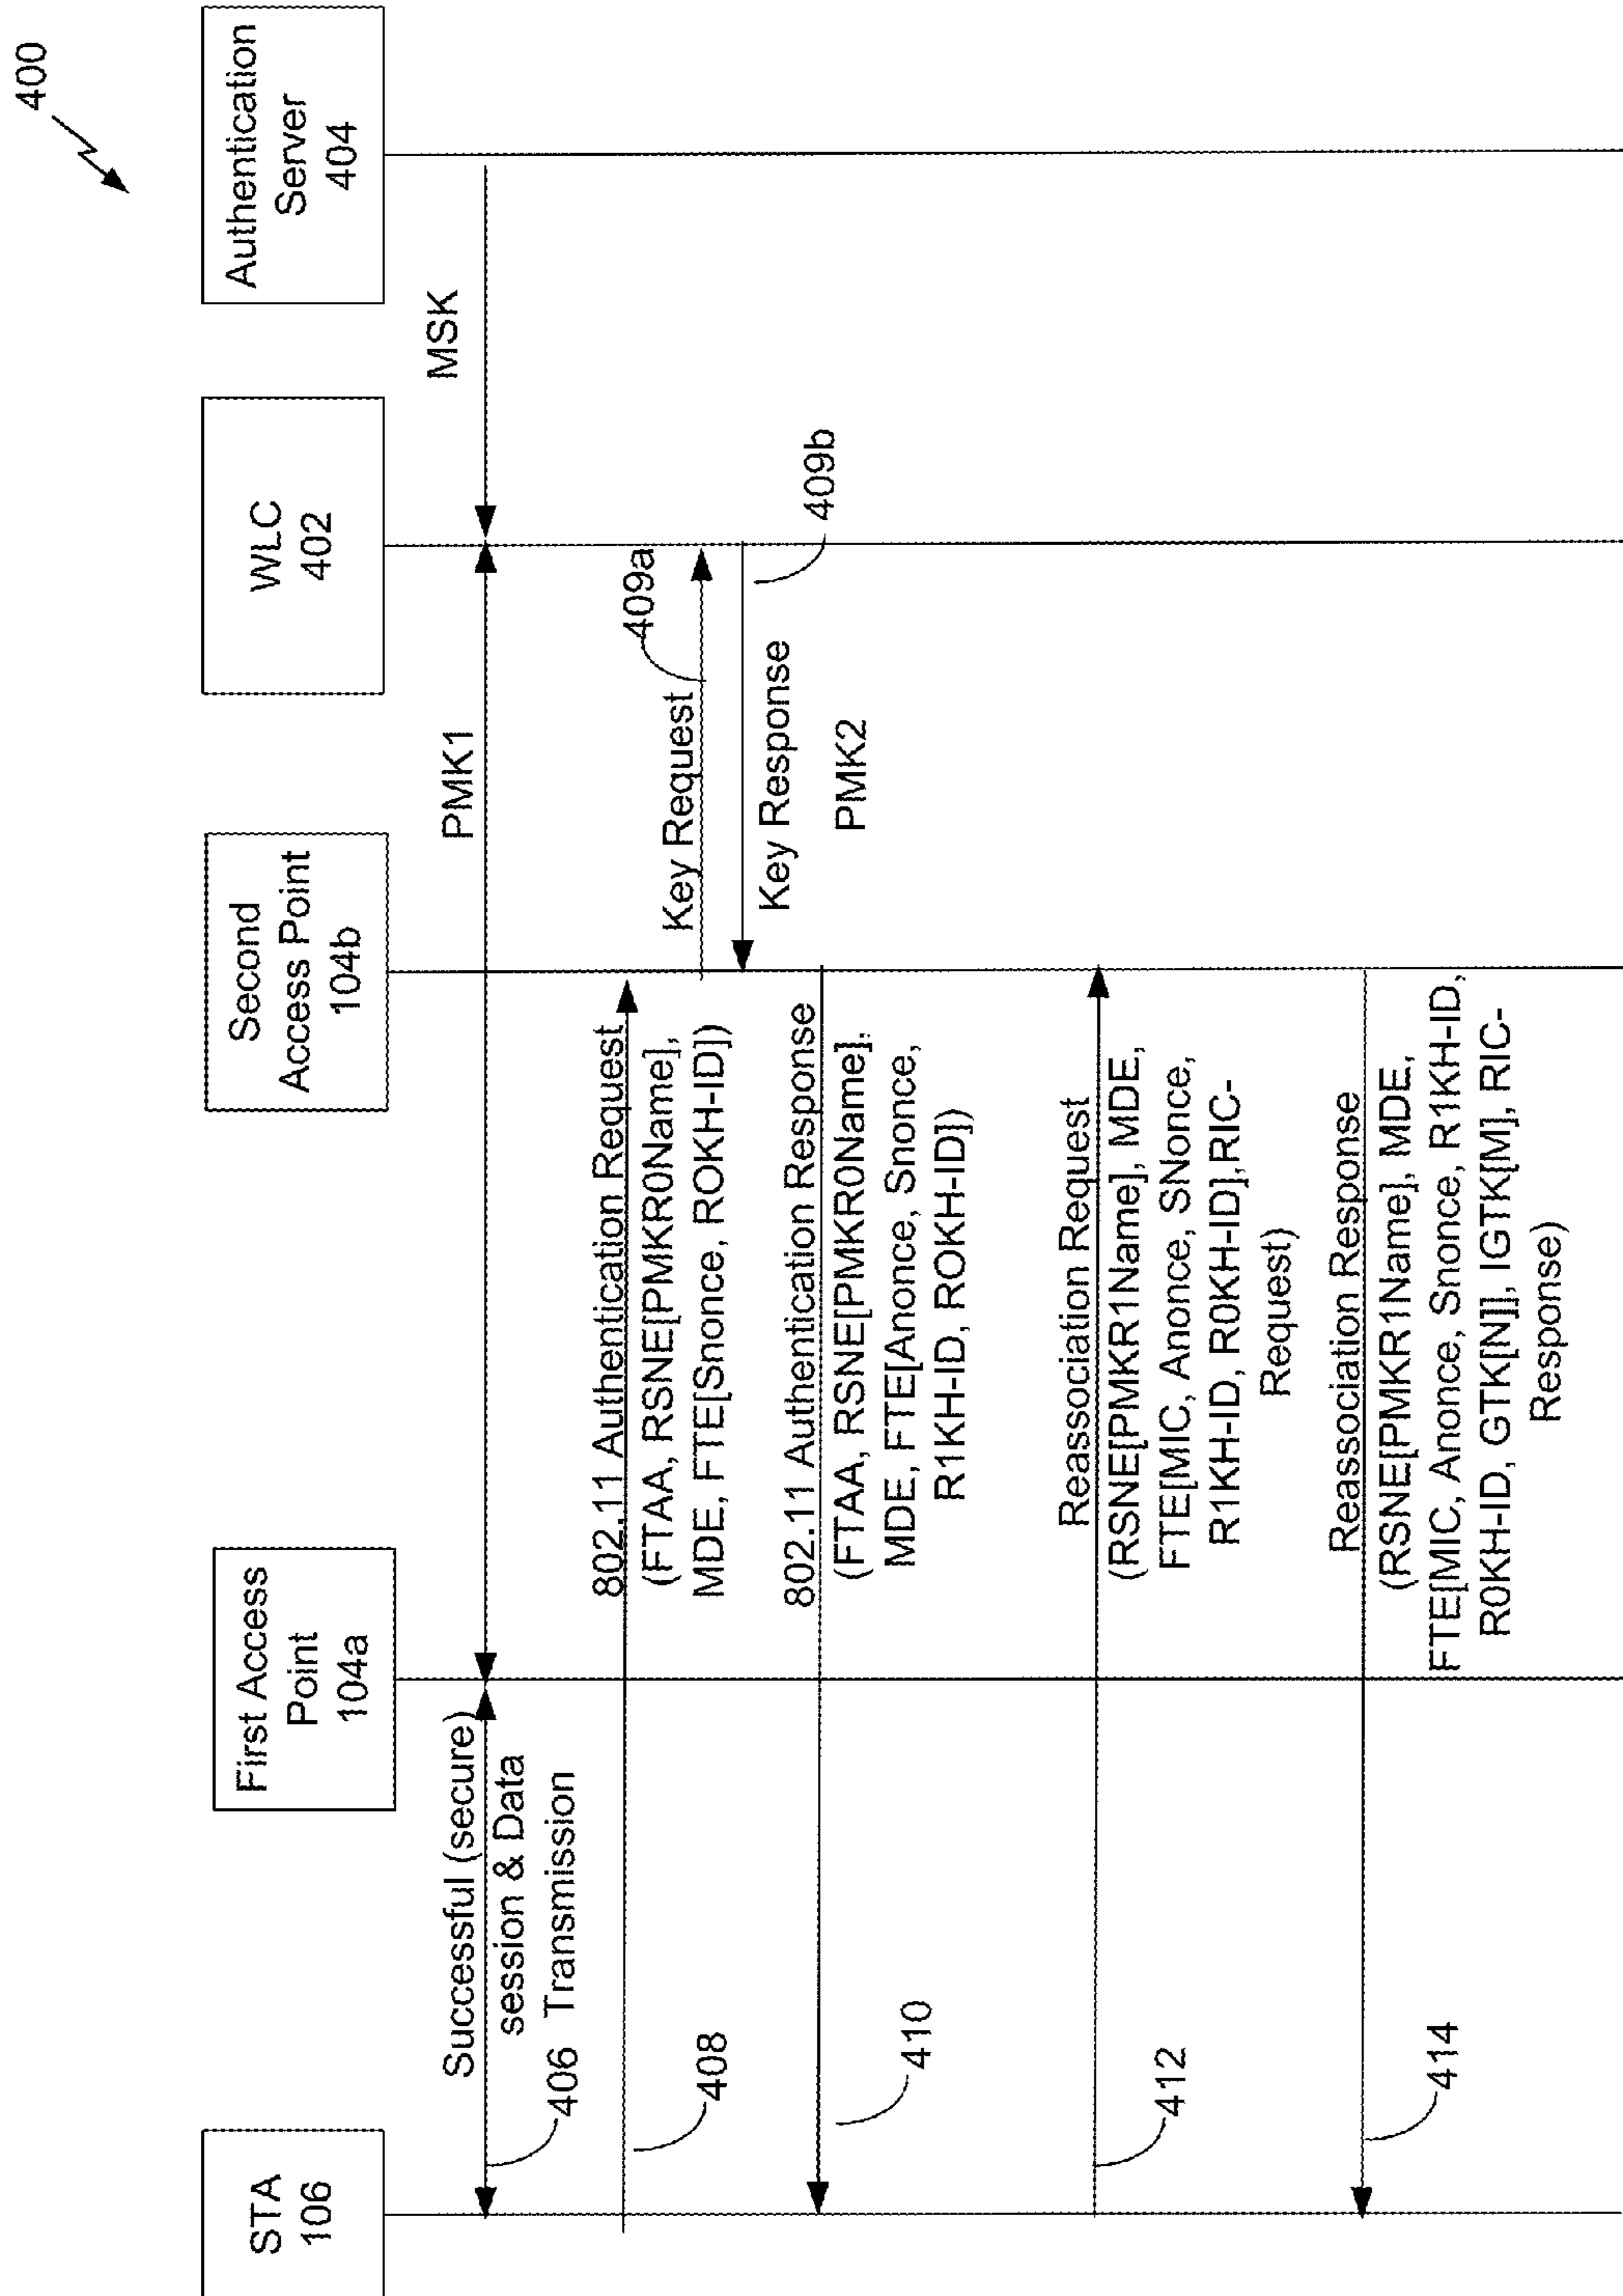 400
STA
106
First Access
Point
104a
Second
Access Point
104b
WLC
402
Authentication
Server
404
Successful (secure)
session & Data
Transmission
406
PMK1
MSK
408
802.11 Authentication Request
(FTAA, RSNE[PMKR0Name],
MDE, FTE[Snonce, ROKH-ID])
Key Request
409a
409b
Key Response
PMK2
410
802.11 Authentication Response
(FTAA, RSNE[PMKR0Name],
MDE, FTE[Anonce, Snonce,
R1KH-ID, ROKH-ID])
412
Reassociation Request
(RSNE[PMKR1Name], MDE,
FTE[MIC, Anonce, SNonce,
R1KH-ID, R0KH-ID],RIC-
Request)
414
Reassociation Response
(RSNE[PMKR1Name], MDE,
FTE[MIC, Anonce, Snonce, R1KH-ID,
R0KH-ID, GTK[N]], IGTK[M], RIC-
Response)